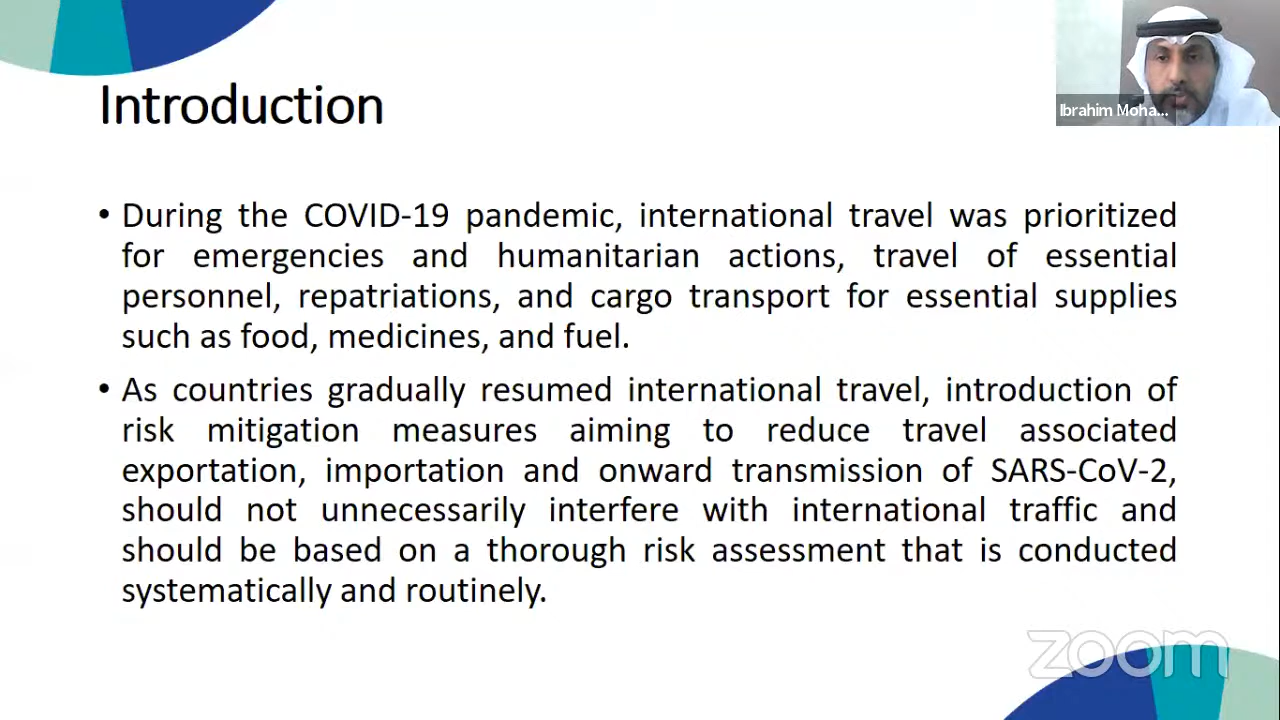 Introduction
Ibrahim Moha...
• During the COVID-19 pandemic, international travel was prioritized
for emergencies and humanitarian actions, travel of essential
personnel, repatriations, and cargo transport for essential supplies
such as food, medicines, and fuel.
• As countries gradually resumed international travel, introduction of
risk mitigation measures aiming to reduce travel associated
exportation, importation and onward transmission of SARS-CoV-2,
should not unnecessarily interfere with international traffic and
should be based on a thorough risk assessment that is conducted
systematically and routinely.
zoom